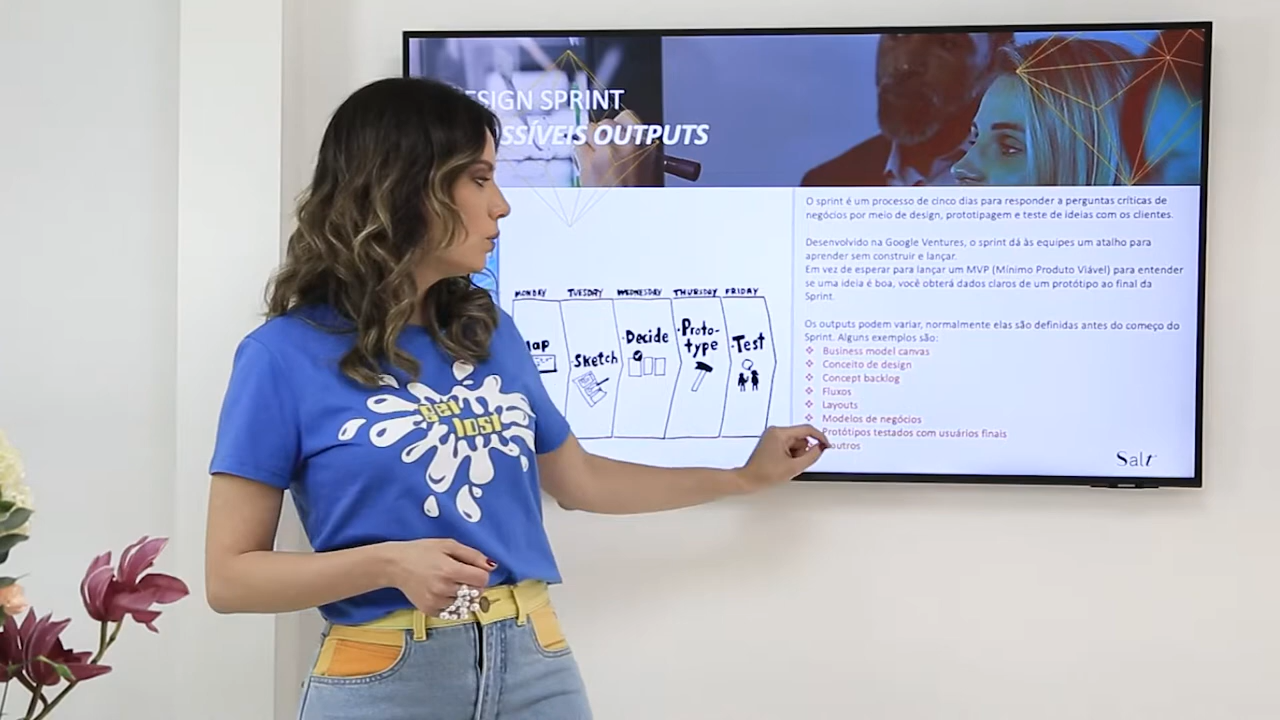 ESIGN SPRINT
SSÍVEIS OUTPUTS
O sprint é um processo de cinco dias para responder a perguntas críticas de
negócios por meio de design, prototipagem e teste de ideias com os clientes.
Desenvolvido na Google Ventures, o sprint dá às equipes um atalho para
aprender sem construir e lançar.
Em vez de esperar para lançar um MVP (Mínimo Produto Viável) para entender
se uma ideia é boa, você obterá dados claros de um protótipo ao final da
Sprint.
Os outputs podem variar, normalmente elas são definidas antes do começo do
Sprint. Alguns exemplos são:
❖ Business model canvas
❖ Conceito de design
❖ Concept backlog
❖ Fluxos
❖ Layouts
❖ Modelos de negócios
Protótipos testados com usuários finais
outros
MONDAY TUESDAY WEDNESDAY THURSDAY FRIDAY
ap
·Sketch
·Decide
·Proto-
type
·Test
Salt
get
lost